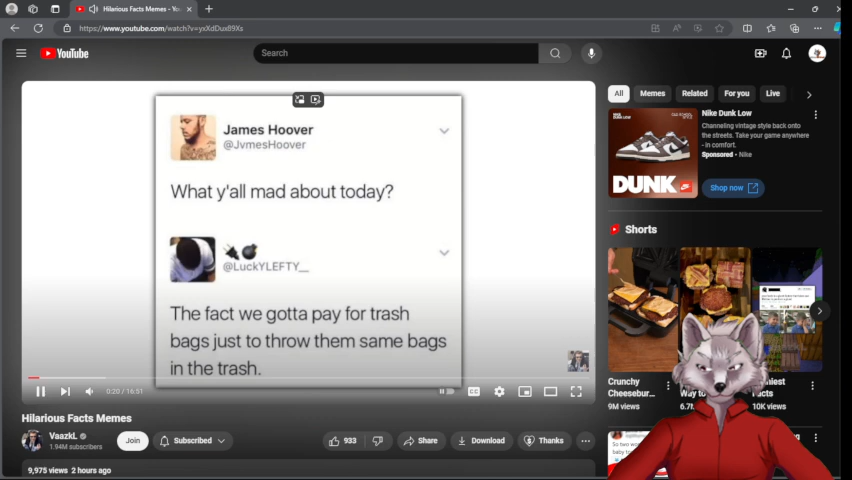 Hilarious Facts Memes - You
https://www.youtube.com/watch?v=yxXdDux89Xs
YouTube
Search
James Hoover
@JvmesHoover
What y'all mad about today?
@LuckYLEFTY__
The fact we gotta pay for trash
bags just to throw them same bags
in the trash.
0:20 / 16:51
Hilarious Facts Memes
VaazkL
1.94M subscribers
Join
Subscribed
933
Share
Download
Thanks
9,975 views 2 hours ago
All
Memes
Related
For you
Live
DUNK
Nike Dunk Low
Channeling vintage style back onto
the streets. Take your game anywhere
- in comfort.
Sponsored - Nike
Shop now
Shorts
Crunchy
Cheesebur...
9M views
Way to
6.7
niest
acts
10K views